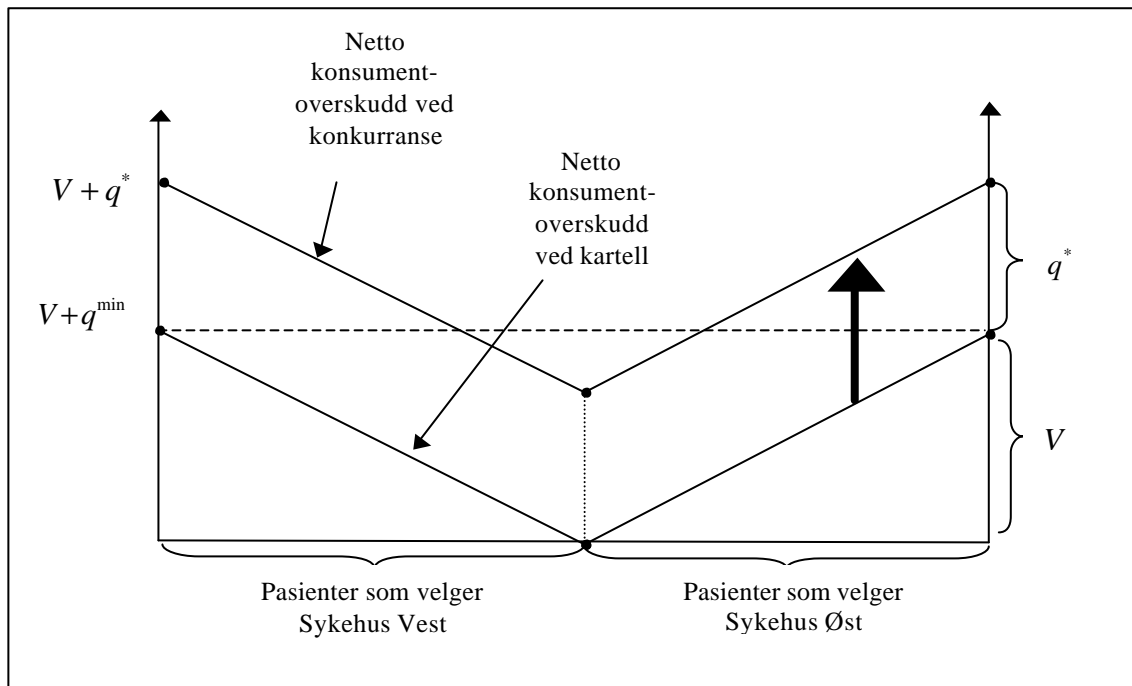 Netto
konsument-
overskudd ved
konkurranse
Netto
konsument-
overskudd
ved kartell
V + q*
V+q^min
q*
V
Pasienter som velger
Sykehus Vest
Pasienter som velger
Sykehus Øst